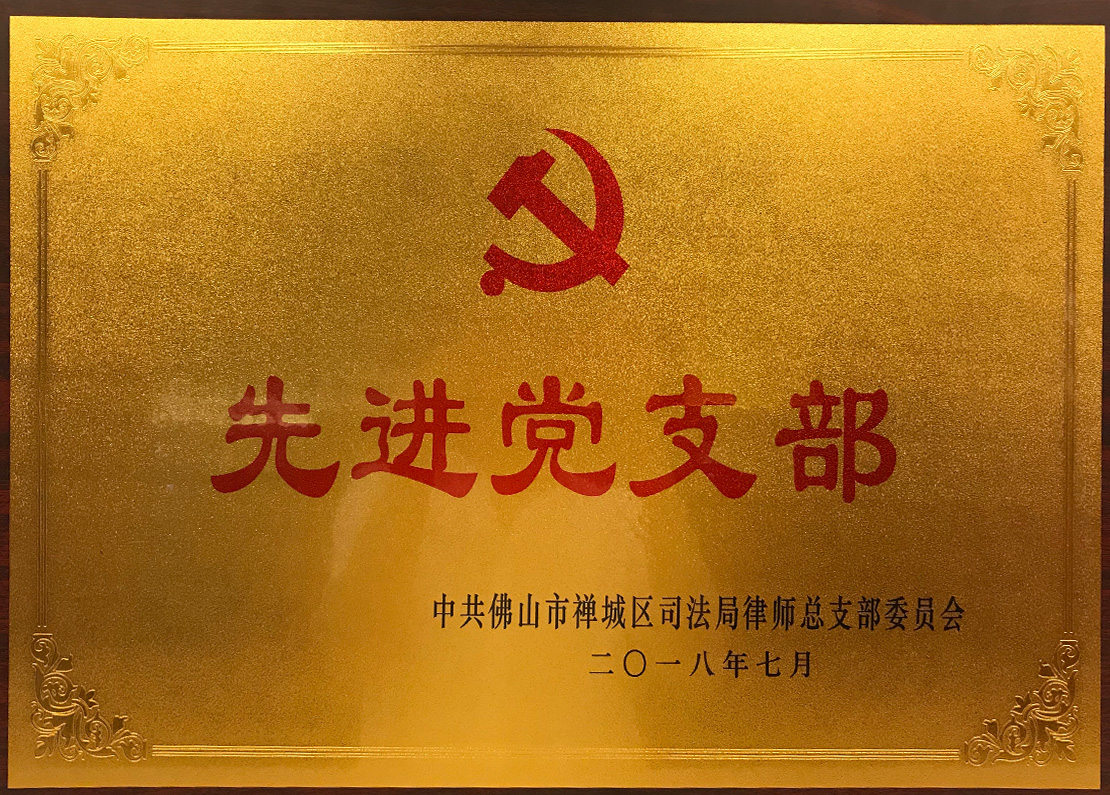 先进党支部
中共佛山市禅城区司法局律师总支部委员会
二〇一八年七月